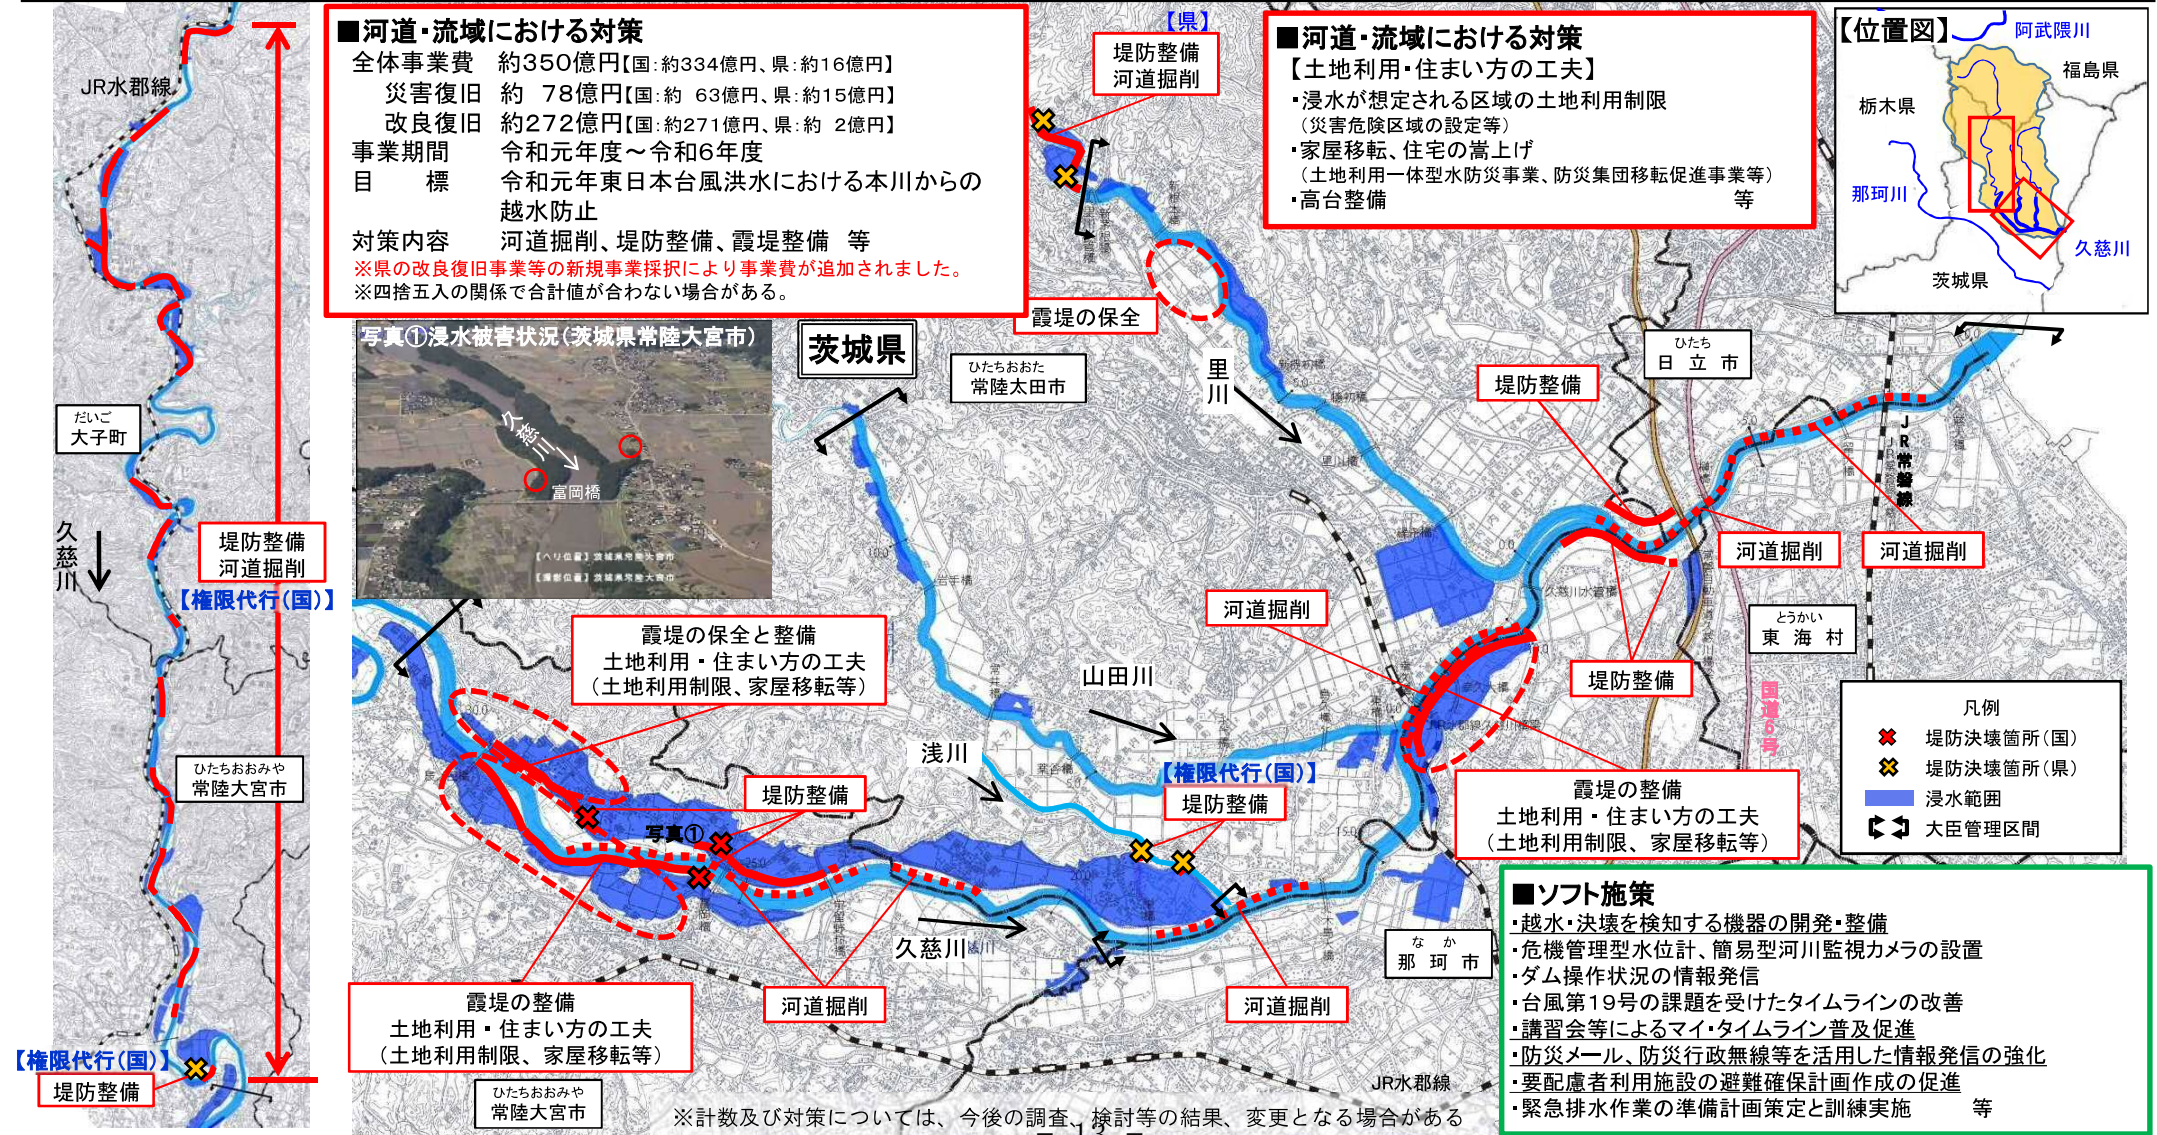 ■河道・流域における対策
全体事業費 約350億円【国:約334億円、県:約16億円】
災害復旧 約 78億円【国:約 63億円、県:約15億円】
改良復旧 約272億円【国:約271億円、県:約 2億円】
事業期間 令和元年度～令和6年度
目 標 令和元年東日本台風洪水における本川からの
越水防止
対策内容 河道掘削、堤防整備、霞堤整備 等
※県の改良復旧事業等の新規事業採択により事業費が追加されました。
※四捨五入の関係で合計値が合わない場合がある。
【県】
堤防整備
河道掘削
■河道・流域における対策
【土地利用・住まい方の工夫】
・浸水が想定される区域の土地利用制限
(災害危険区域の設定等)
・家屋移転、住宅の嵩上げ
(土地利用一体型水防災事業、防災集団移転促進事業等)
・高台整備 等
【位置図】
阿武隈川
福島県
栃木県
那珂川
久慈川
茨城県
JR水郡線
だいご
大子町
久慈川
堤防整備
河道掘削
【権限代行(国)】
ひたちおおみや
常陸大宮市
【権限代行(国)】
堤防整備
写真①浸水被害状況(茨城県常陸大宮市)
久慈川
富岡橋
【ヘリ位置】茨城県常陸大宮市
【撮影位置】茨城県常陸大宮市
茨城県
ひたちおおた
常陸太田市
霞堤の保全
里川
堤防整備
ひたち
日立市
JR常磐線
河道掘削
河道掘削
とうかい
東海村
国道6号
堤防整備
河道掘削
山田川
浅川
霞堤の保全と整備
土地利用・住まい方の工夫
(土地利用制限、家屋移転等)
堤防整備
写真①
【権限代行(国)】
堤防整備
霞堤の整備
土地利用・住まい方の工夫
(土地利用制限、家屋移転等)
凡例
堤防決壊箇所(国)
堤防決壊箇所(県)
浸水範囲
大臣管理区間
久慈川
な か
那珂市
霞堤の整備
土地利用・住まい方の工夫
(土地利用制限、家屋移転等)
河道掘削
河道掘削
ひたちおおみや
常陸大宮市
JR水郡線
■ソフト施策
・越水・決壊を検知する機器の開発・整備
・危機管理型水位計、簡易型河川監視カメラの設置
・ダム操作状況の情報発信
・台風第19号の課題を受けたタイムラインの改善
・講習会等によるマイ・タイムライン普及促進
・防災メール、防災行政無線等を活用した情報発信の強化
・要配慮者利用施設の避難確保計画作成の促進
・緊急排水作業の準備計画策定と訓練実施 等
※計数及び対策については、今後の調査、検討等の結果、変更となる場合がある
- 13 -